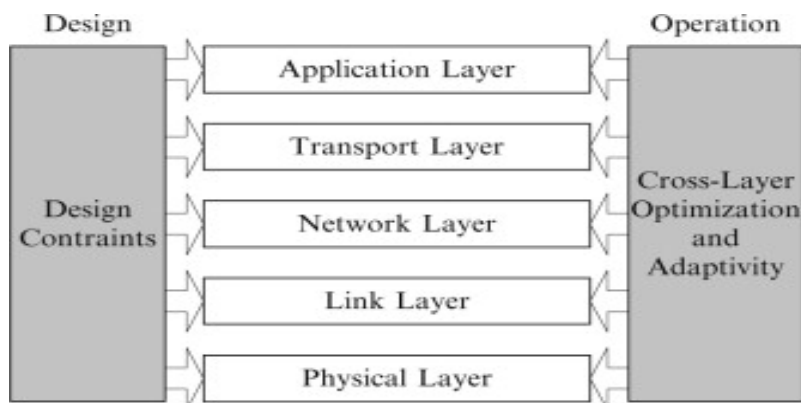 Design
Operation
Application Layer
Transport Layer
Design
Contraints
Network Layer
Cross-Layer
Optimization
and
Adaptivity
Link Layer
Physical Layer